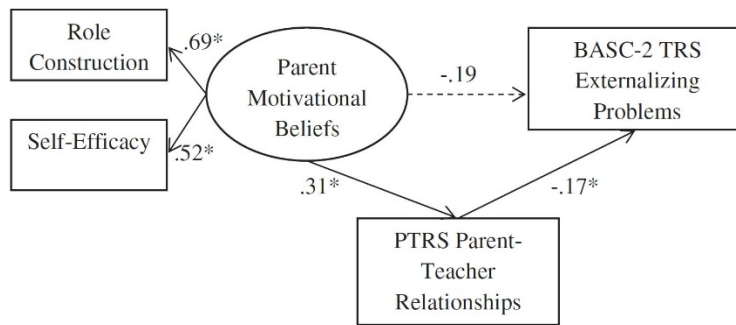 Role
Construction
.69*
Parent
Motivational
Beliefs
-.19
BASC-2 TRS
Externalizing
Problems
Self-Efficacy
.52*
.31*
-.17*
PTRS Parent-
Teacher
Relationships